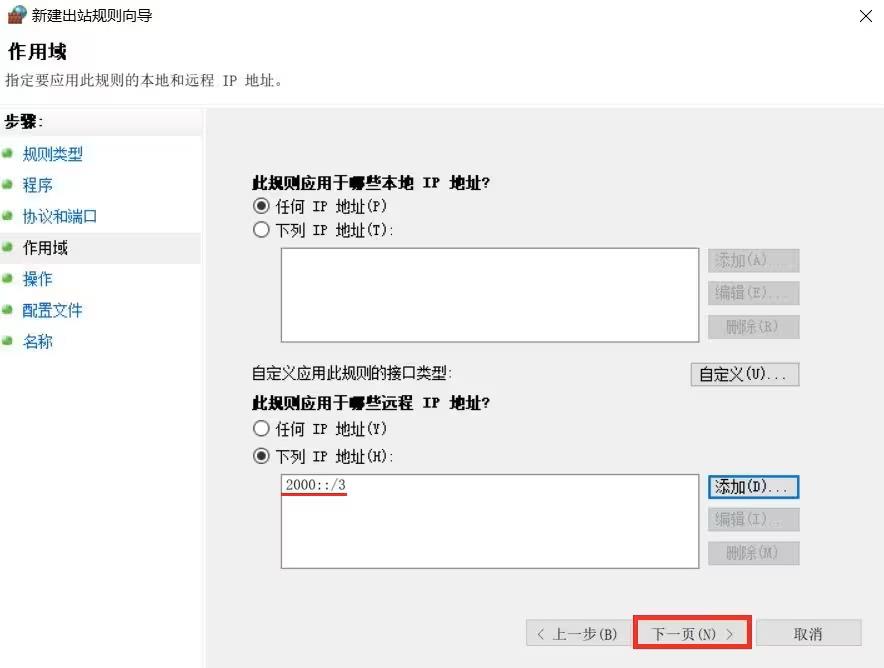 新建出站规则向导
作用域
指定要应用此规则的本地和远程 IP 地址。
步骤:
规则类型
程序
协议和端口
作用域
操作
配置文件
名称
此规则应用于哪些本地 IP 地址?
任何 IP 地址(P)
下列 IP 地址(T):
添加(A)...
编辑(E)...
删除(R)
自定义应用此规则的接口类型:
自定义(U)...
此规则应用于哪些远程 IP 地址?
任何 IP 地址(Y)
下列 IP 地址(H):
2000::/3
添加(D)...
编辑(I)...
删除(M)
< 上一步(B)
下一页(N) >
取消